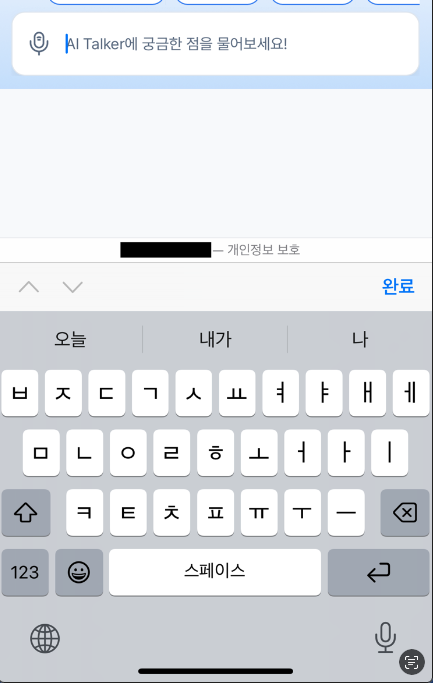 AI Talker에 궁금한 점을 물어보세요!
— 개인정보 보호
완료
오늘 내가 나
ㅂ ㅈ ㄷ ㄱ ㅅ ㅛ ㅕ ㅑ ㅐ ㅔ
ㅁ ㄴ ㅇ ㄹ ㅎ ㅗ ㅓ ㅏ ㅣ
ㅋ ㅌ ㅊ ㅍ ㅠ ㅜ ㅡ
123 스페이스